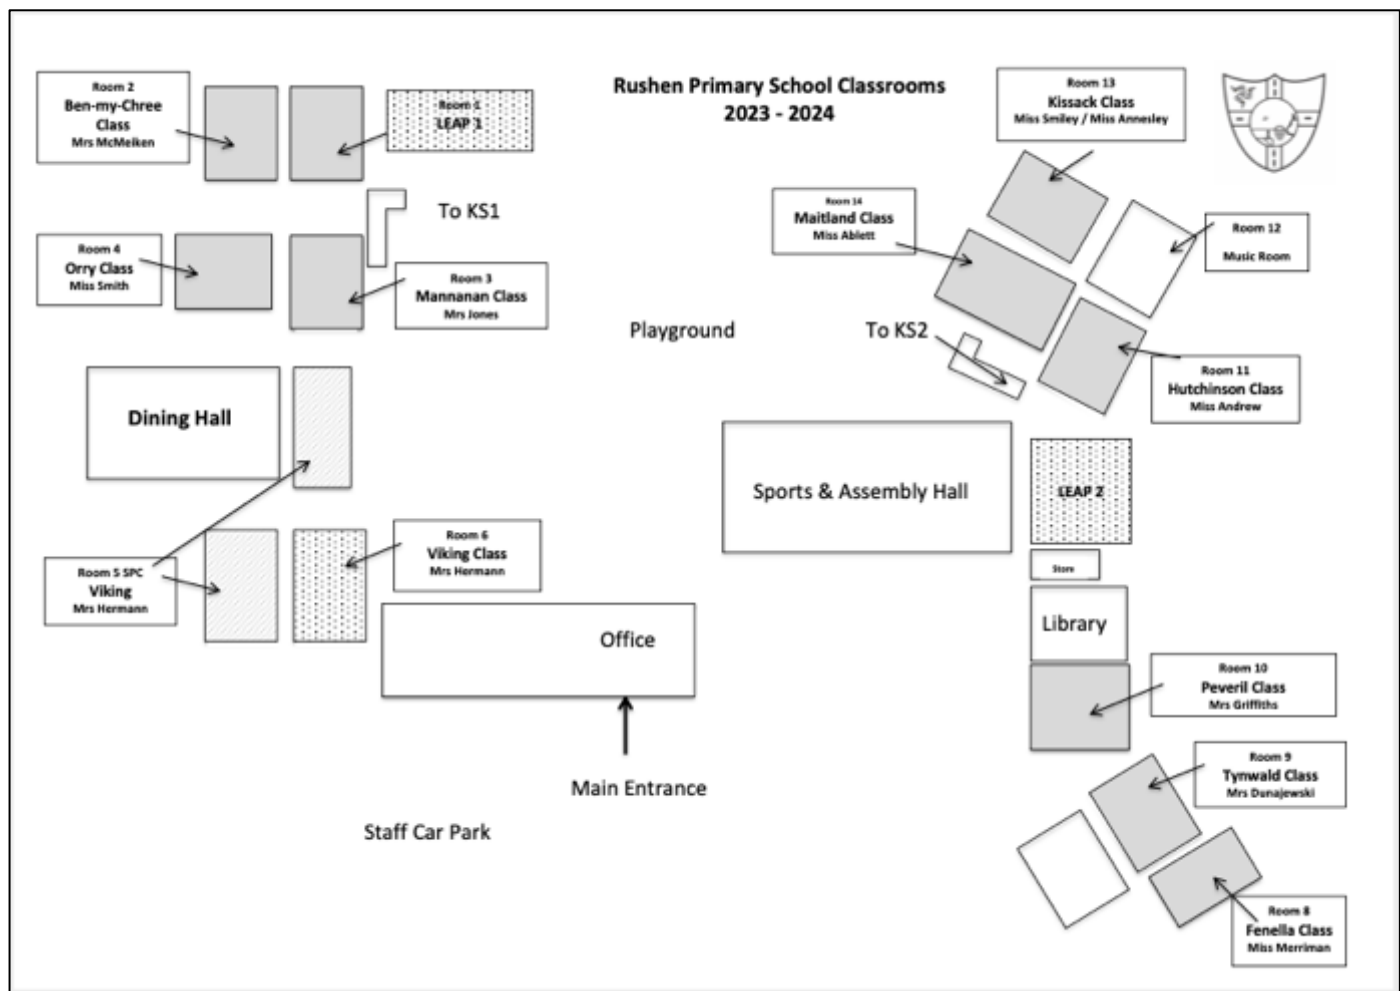 Rushen Primary School Classrooms
2023 - 2024
Room 2
Ben-my-Chree
Class
Mrs McMeiken
Room 1
LEAP 1
To KS1
Room 4
Orry Class
Miss Smith
Room 3
Mannanan Class
Mrs Jones
Dining Hall
Room 5 SPC
Viking
Mrs Hermann
Room 6
Viking Class
Mrs Hermann
Office
Main Entrance
Staff Car Park
Playground
Room 13
Kissack Class
Miss Smiley / Miss Annesley
Room 14
Maitland Class
Miss Ablett
Room 12
Music Room
To KS2
Room 11
Hutchinson Class
Miss Andrew
Sports & Assembly Hall
LEAP 2
Store
Library
Room 10
Peveril Class
Mrs Griffiths
Room 9
Tynwald Class
Mrs Dunajewski
Room 8
Fenella Class
Miss Merriman